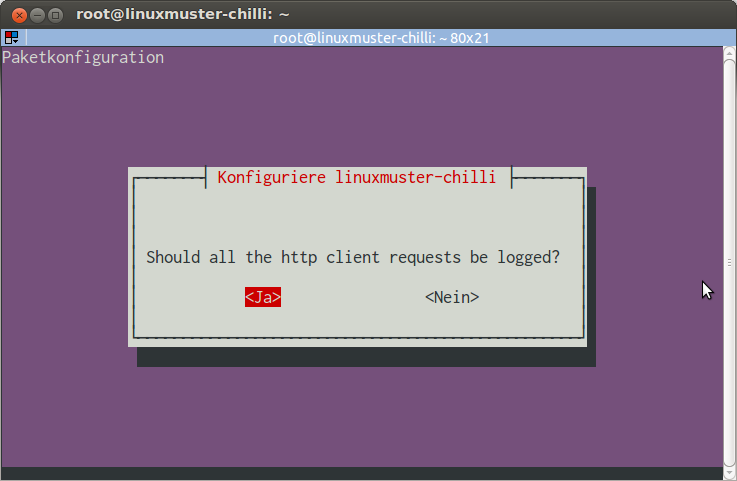 root@linuxmuster-chilli: ~
root@linuxmuster-chilli: ~ 80x21
Paketkonfiguration
Konfiguriere linuxmuster-chilli
Should all the http client requests be logged?
<Ja> <Nein>